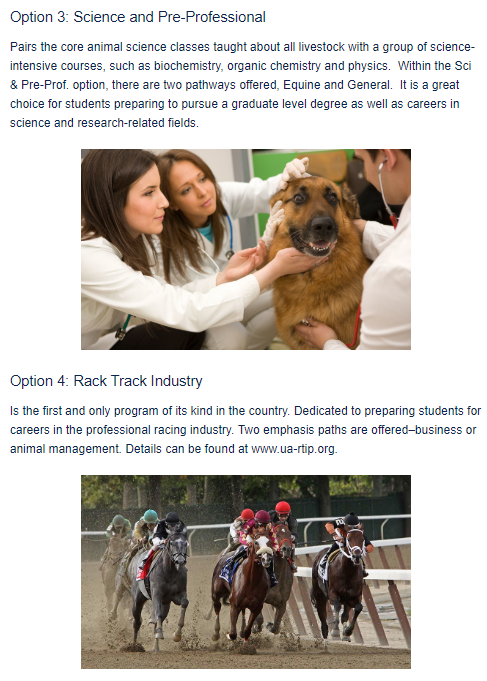 Option 3: Science and Pre-Professional
Pairs the core animal science classes taught about all livestock with a group of science-
intensive courses, such as biochemistry, organic chemistry and physics.  Within the Sci
& Pre-Prof. option, there are two pathways offered, Equine and General.  It is a great
choice for students preparing to pursue a graduate level degree as well as careers in
science and research-related fields.
Option 4: Rack Track Industry
Is the first and only program of its kind in the country. Dedicated to preparing students for
careers in the professional racing industry. Two emphasis paths are offered–business or
animal management. Details can be found at www.ua-rtip.org.